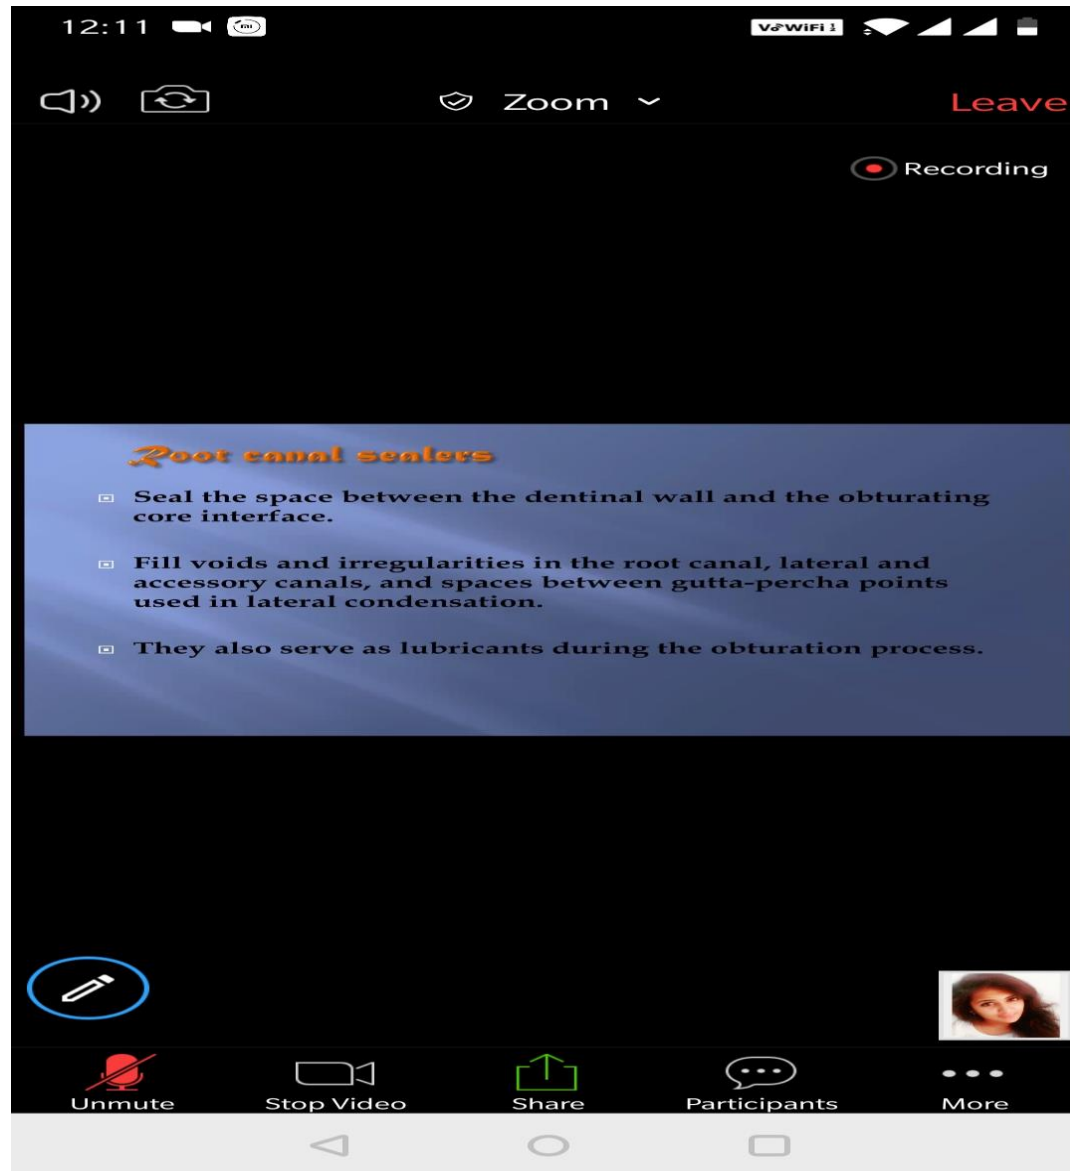 12:11
mi
VoWiFi 1
Zoom
Leave
Recording
Root canal sealers
Seal the space between the dentinal wall and the obturating
core interface.
Fill voids and irregularities in the root canal, lateral and
accessory canals, and spaces between gutta-percha points
used in lateral condensation.
They also serve as lubricants during the obturation process.
Unmute
Stop Video
Share
Participants
More